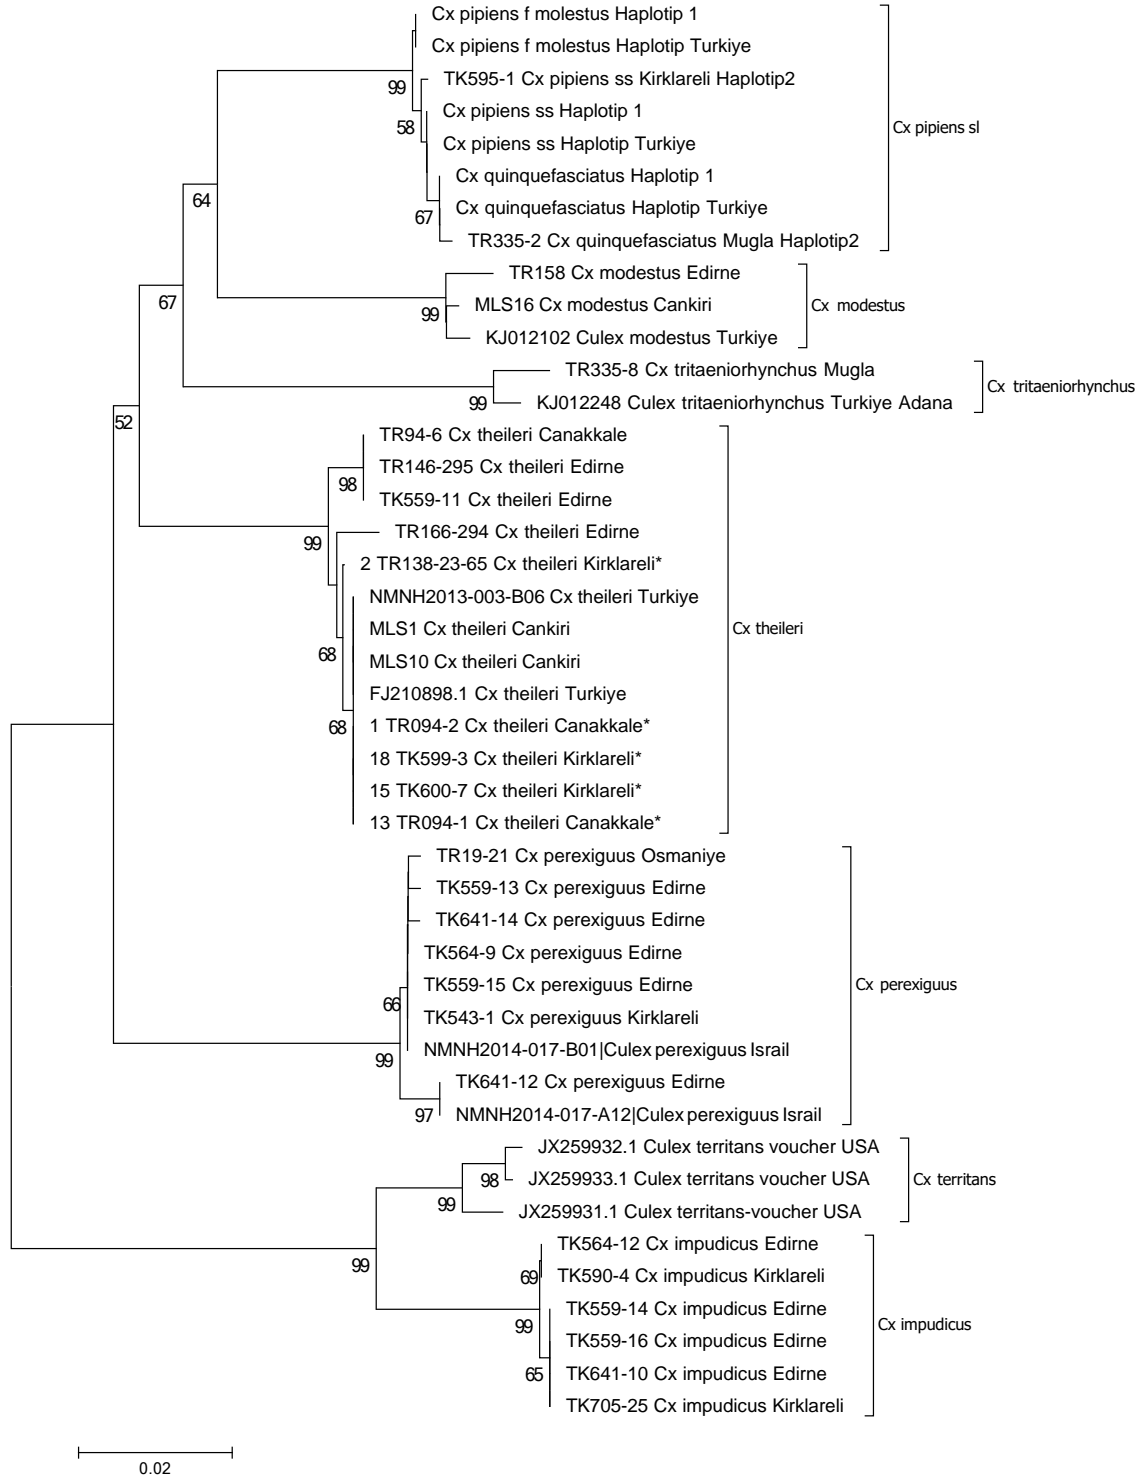 Cx pipiens f molestus Haplotip 1
Cx pipiens f molestus Haplotip Turkiye
TK595-1 Cx pipiens ss Kirklareli Haplotip2
99
Cx pipiens ss Haplotip 1
58
Cx pipiens sl
Cx pipiens ss Haplotip Turkiye
Cx quinquefasciatus Haplotip 1
64
Cx quinquefasciatus Haplotip Turkiye
67
TR335-2 Cx quinquefasciatus Mugla Haplotip2
TR158 Cx modestus Edirne
67
MLS16 Cx modestus Cankiri
Cx modestus
99
KJ012102 Culex modestus Turkiye
TR335-8 Cx tritaeniorhynchus Mugla
Cx tritaeniorhynchus
99
KJ012248 Culex tritaeniorhynchus Turkiye Adana
52
TR94-6 Cx theileri Canakkale
TR146-295 Cx theileri Edirne
98
TK559-11 Cx theileri Edirne
TR166-294 Cx theileri Edirne
99
2 TR138-23-65 Cx theileri Kirklareli*
NMNH2013-003-B06 Cx theileri Turkiye
MLS1 Cx theileri Cankiri
Cx theileri
68
MLS10 Cx theileri Cankiri
FJ210898.1 Cx theileri Turkiye
68
1 TR094-2 Cx theileri Canakkale*
18 TK599-3 Cx theileri Kirklareli*
15 TK600-7 Cx theileri Kirklareli*
13 TR094-1 Cx theileri Canakkale*
TR19-21 Cx perexiguus Osmaniye
TK559-13 Cx perexiguus Edirne
TK641-14 Cx perexiguus Edirne
TK564-9 Cx perexiguus Edirne
TK559-15 Cx perexiguus Edirne
Cx perexiguus
66
TK543-1 Cx perexiguus Kirklareli
NMNH2014-017-B01|Culex perexiguus Israil
99
TK641-12 Cx perexiguus Edirne
97
NMNH2014-017-A12|Culex perexiguus Israil
JX259932.1 Culex territans voucher USA
98
JX259933.1 Culex territans voucher USA
Cx territans
99
JX259931.1 Culex territans-voucher USA
TK564-12 Cx impudicus Edirne
99
69
TK590-4 Cx impudicus Kirklareli
TK559-14 Cx impudicus Edirne
99
Cx impudicus
TK559-16 Cx impudicus Edirne
65
TK641-10 Cx impudicus Edirne
TK705-25 Cx impudicus Kirklareli
0.02